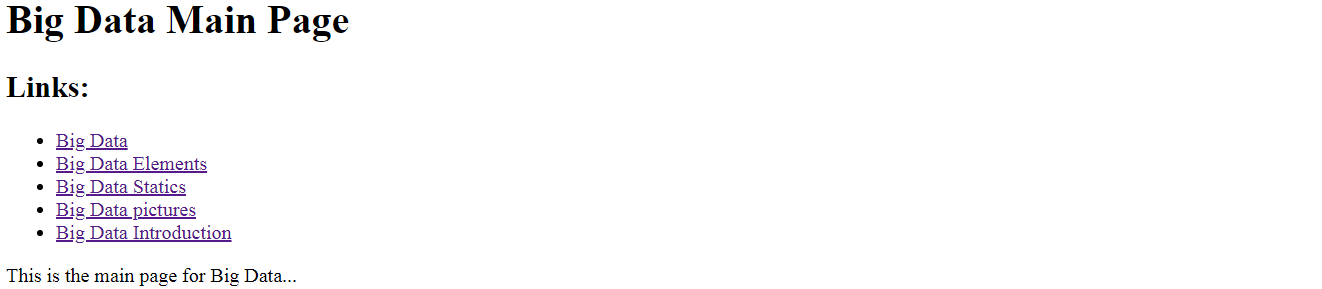 Big Data Main Page
Links:
Big Data
Big Data Elements
Big Data Statics
Big Data pictures
Big Data Introduction
This is the main page for Big Data...